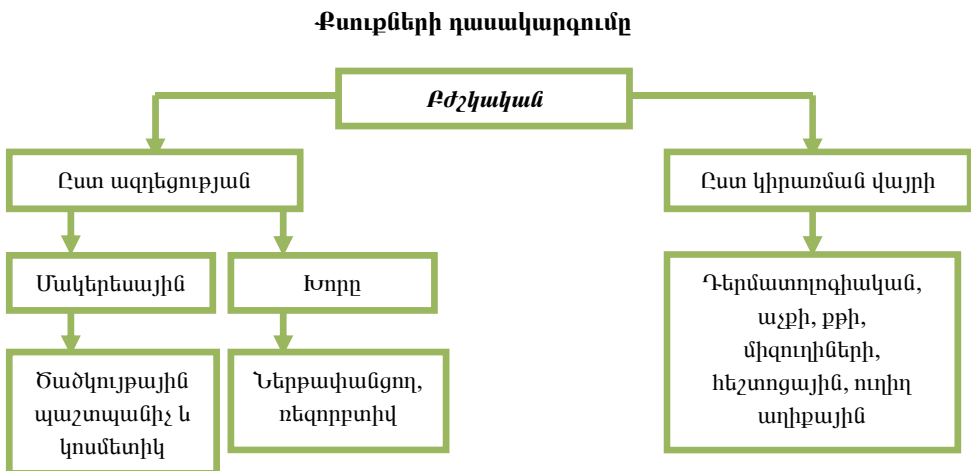 Քսուքների դասակարգումը
Բժշկական
Ըստ ազդեցության
Ըստ կիրառման վայրի
Մակերեսային
Խորը
Դերմատոլոգիական,
աչքի, քթի,
միզուղիների,
հեշտոցային, ուղիղ
աղիքային
Ծածկույթային
պաշտպանիչ և
կոսմետիկ
Ներթափանցող,
ռեզորբտիվ